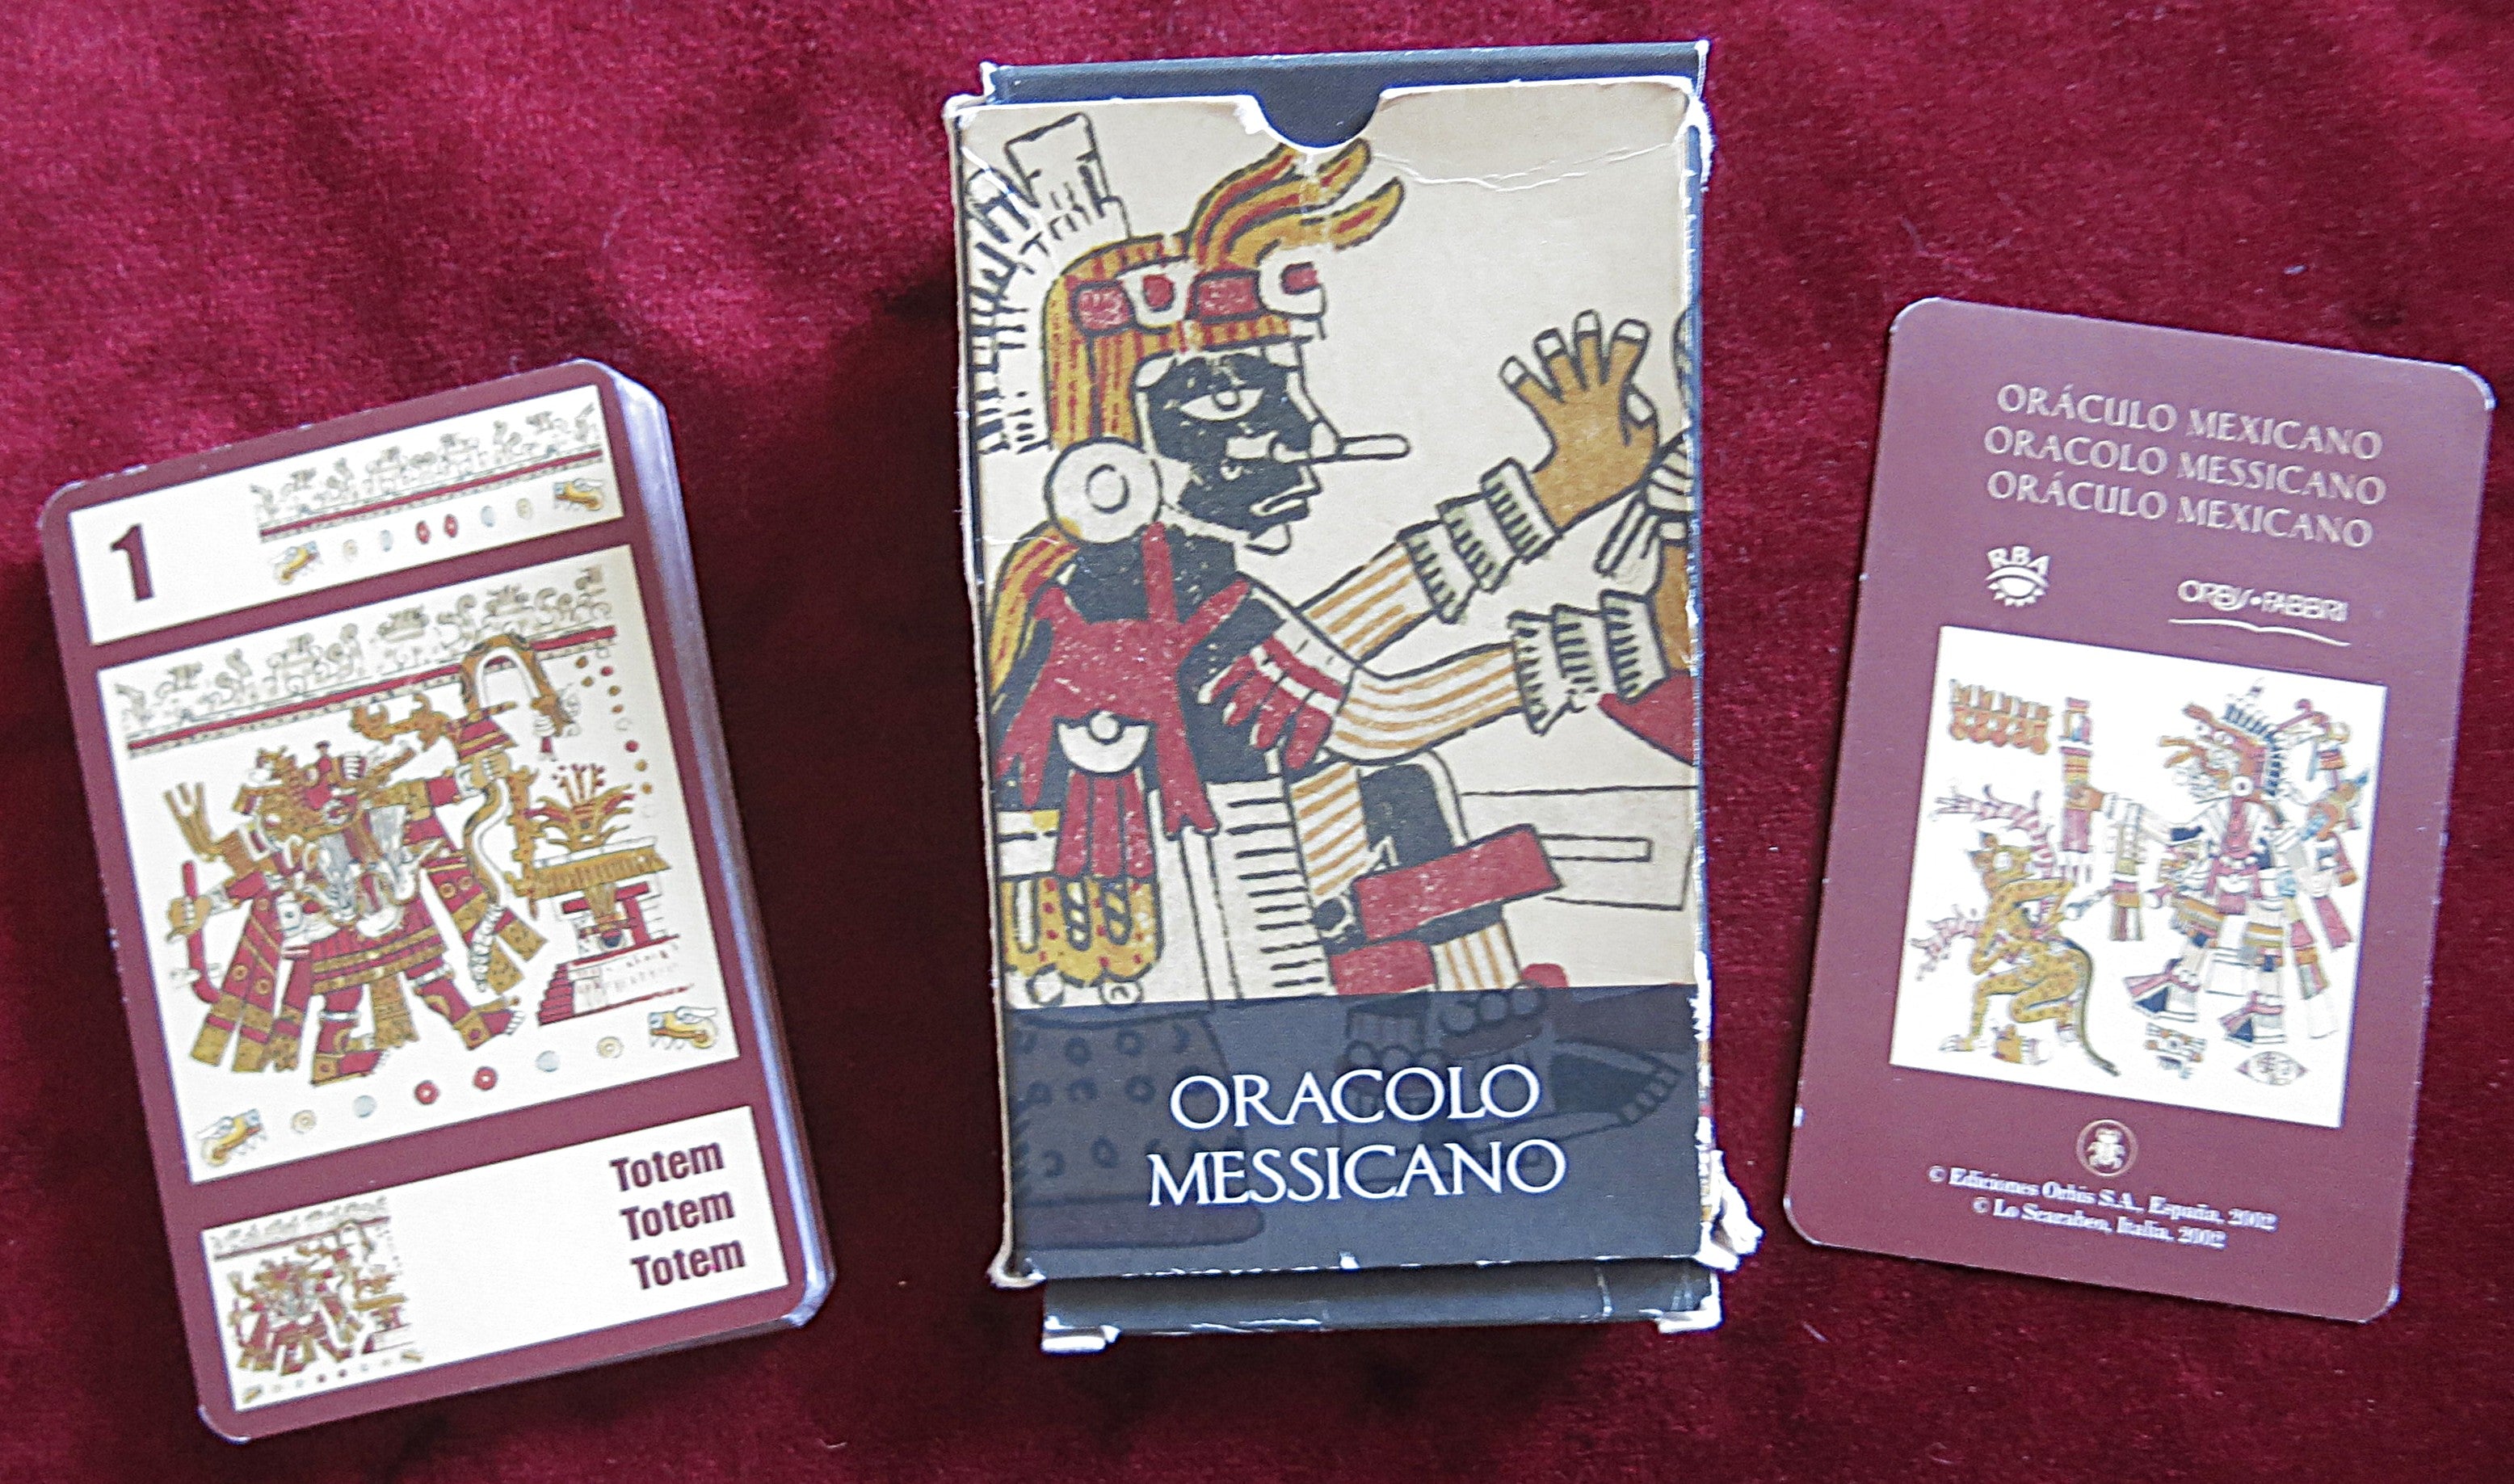 1
Totem
Totem
Totem
ORACOLO
MESSICANO
ORÁCULO MEXICANO
ORACOLO MESSICANO
ORÁCULO MEXICANO
RBA
ORBIS•FABBRI
© Ediciones Orbis S.A., España, 2002
© Lo Scarabeo, Italia, 2002